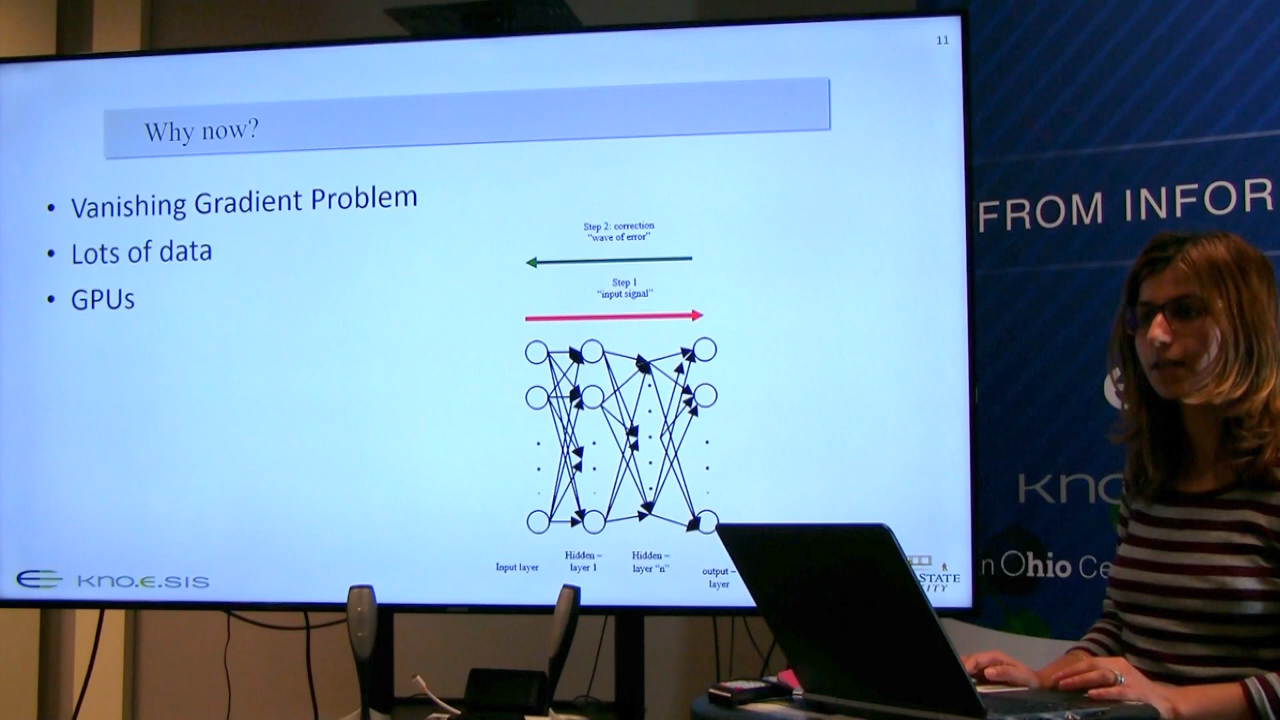 11
Why now?
• Vanishing Gradient Problem
• Lots of data
• GPUs
Step 2: correction
"wave of error"
Step 1
"input signal"
Input layer
Hidden –
layer 1
Hidden –
layer "n"
output –
layer
KNO.E.SIS
STATE
FROM INFOR
KNO
Ohio Ce